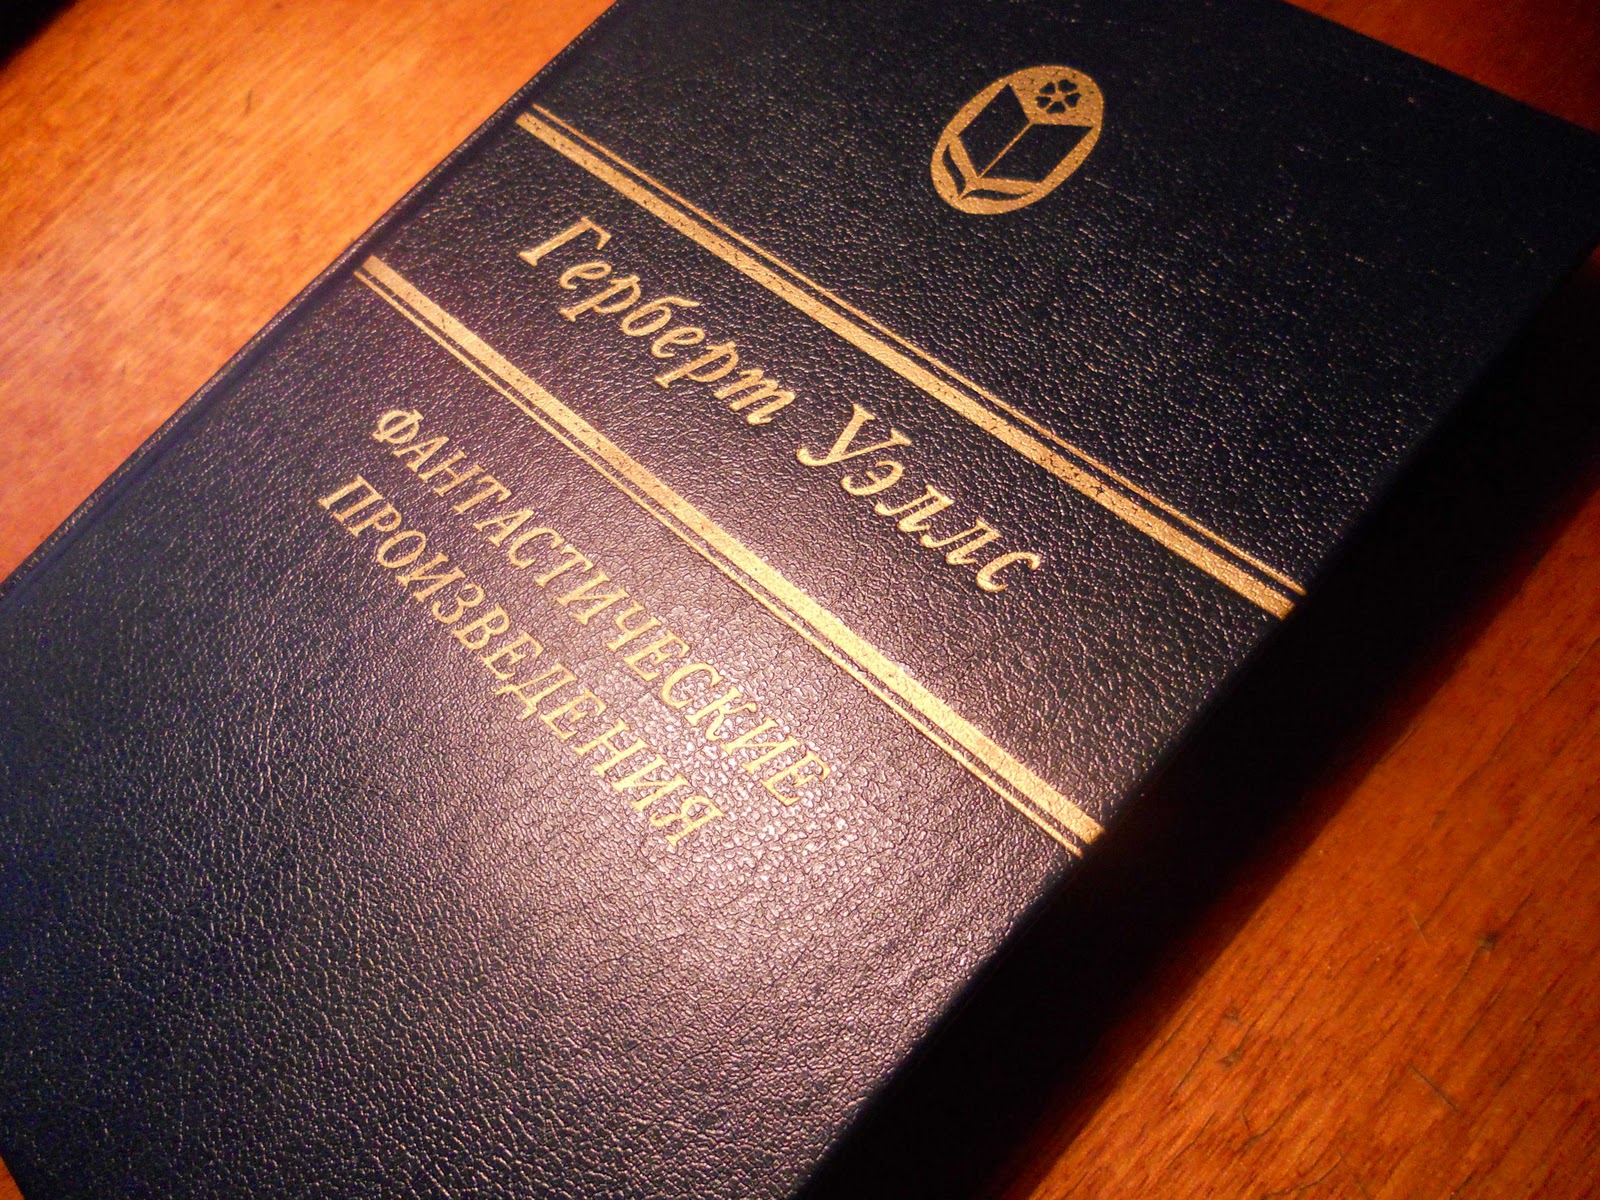 Герберт Уэллс
ФАНТАСТИЧЕСКИЕ
ПРОИЗВЕДЕНИЯ